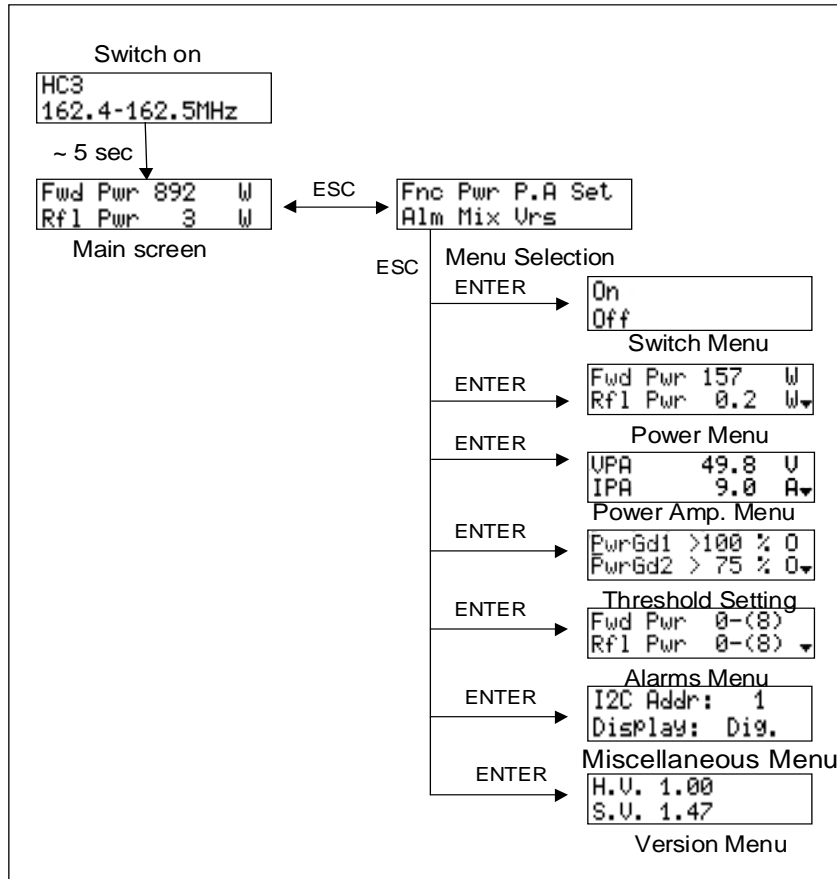 Switch on
HC3
162.4-162.5MHz
~ 5 sec
Fwd Pwr 892 W
Rfl Pwr 3 W
Main screen
ESC
Fnc Pwr P.A Set
Alm Mix Vrs
Menu Selection
ESC
ENTER
On
Off
Switch Menu
ENTER
Fwd Pwr 157 W
Rfl Pwr 0.2 W
Power Menu
ENTER
VPA 49.8 V
IPA 9.0 A
Power Amp. Menu
ENTER
PwrGd1 >100 % O
PwrGd2 > 75 % O
Threshold Setting
ENTER
Fwd Pwr 0-(8)
Rfl Pwr 0-(8)
Alarms Menu
ENTER
I2C Addr: 1
Display: Dig.
Miscellaneous Menu
ENTER
H.V. 1.00
S.V. 1.47
Version Menu